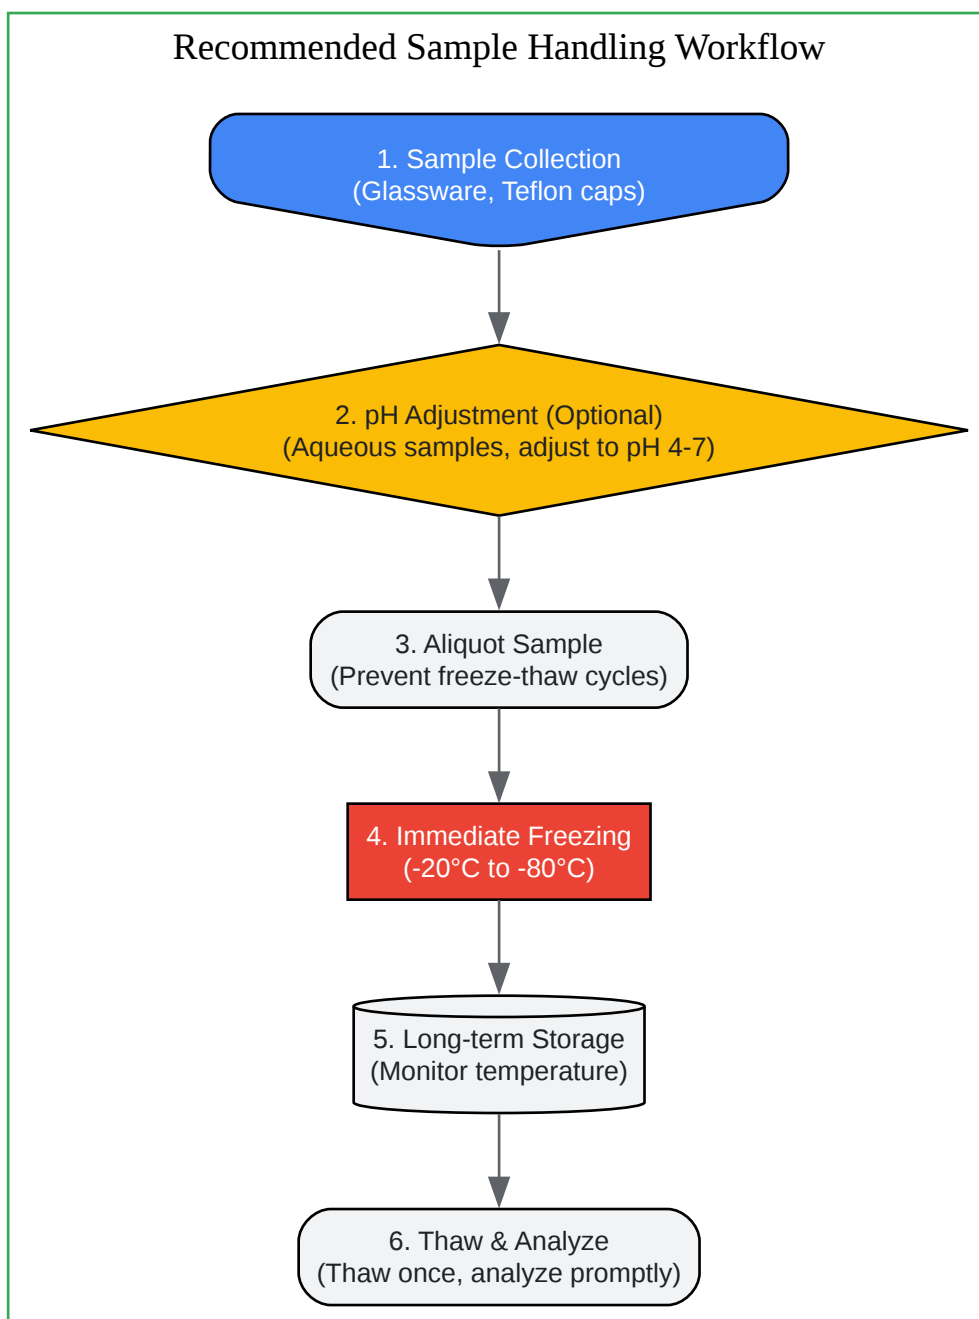 Recommended Sample Handling Workflow
1. Sample Collection
(Glassware, Teflon caps)
2. pH Adjustment (Optional)
(Aqueous samples, adjust to pH 4-7)
3. Aliquot Sample
(Prevent freeze-thaw cycles)
4. Immediate Freezing
(-20°C to -80°C)
5. Long-term Storage
(Monitor temperature)
6. Thaw & Analyze
(Thaw once, analyze promptly)